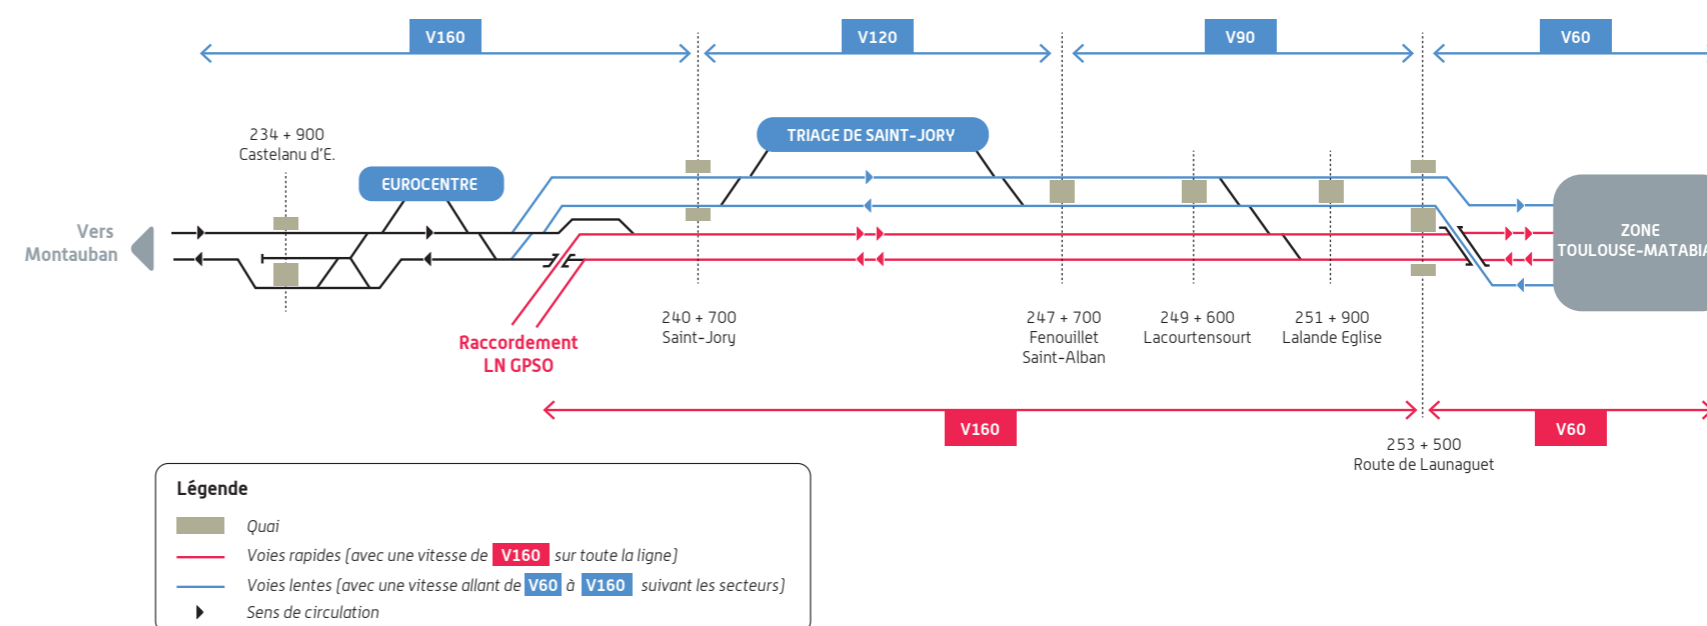 V160
V120
V90
V60
234 + 900
Castelanu d'E.
TRIAGE DE SAINT-JORY
EUROCENTRE
Vers
Montauban
ZONE
TOULOUSE-MATABIA
240 + 700
Saint-Jory
247 + 700
Fenouillet
Saint-Alban
249 + 600
Lacourtensourt
251 + 900
Lalande Eglise
Raccordement
LN GPSO
V160
V60
253 + 500
Route de Launaguet
Légende
Quai
Voies rapides (avec une vitesse de V160 sur toute la ligne)
Voies lentes (avec une vitesse allant de V60 à V160 suivant les secteurs)
Sens de circulation